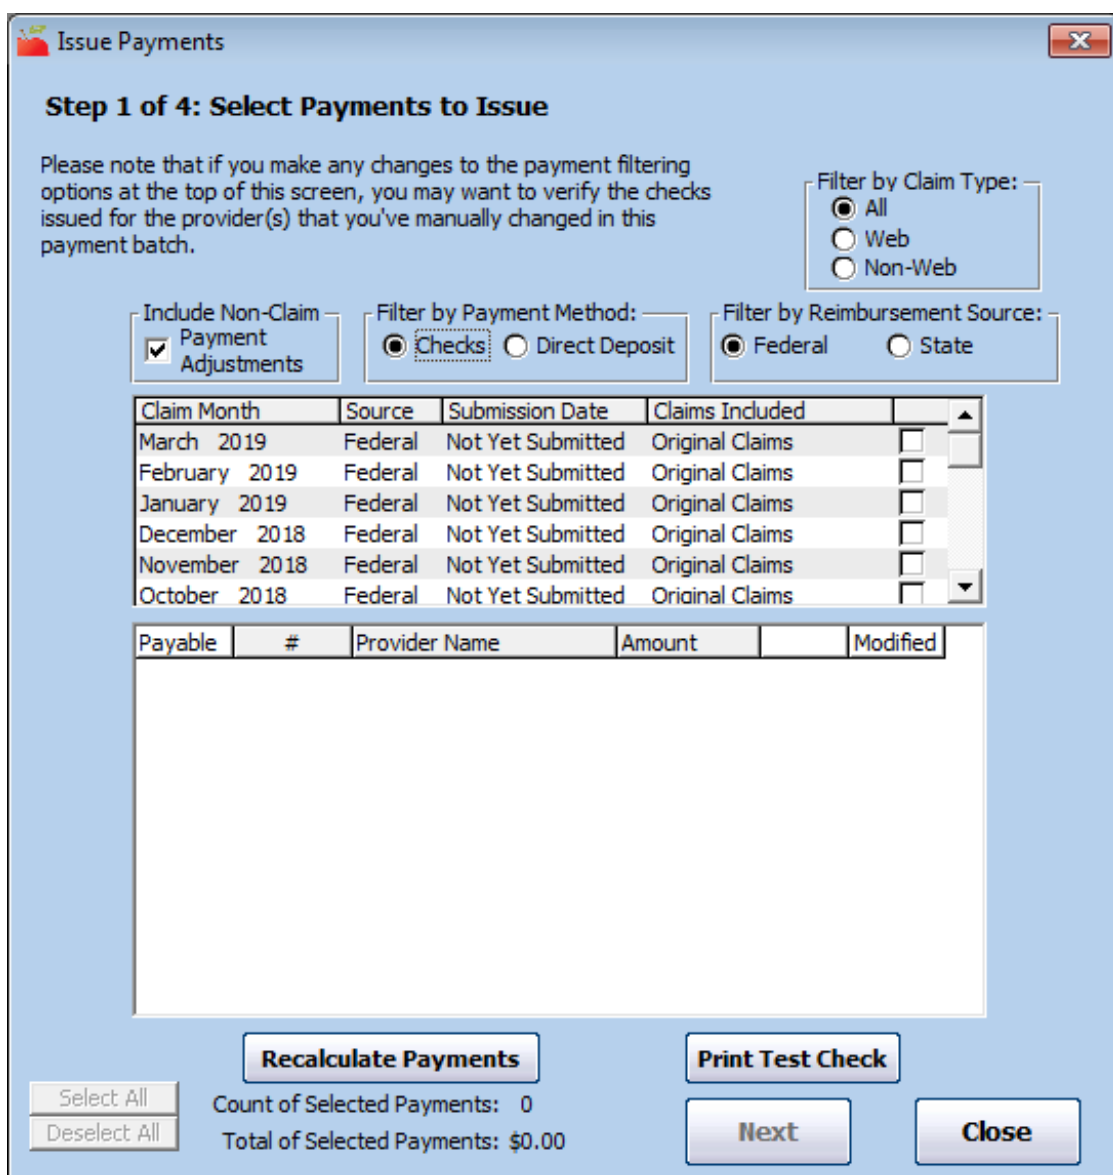 Issue Payments
Step 1 of 4: Select Payments to Issue
Please note that if you make any changes to the payment filtering
options at the top of this screen, you may want to verify the checks
issued for the provider(s) that you've manually changed in this
payment batch.
Filter by Claim Type:
All
Web
Non-Web
Include Non-Claim
Payment
Adjustments
Filter by Payment Method:
Checks Direct Deposit
Filter by Reimbursement Source:
Federal State
Claim Month Source Submission Date Claims Included
March 2019 Federal Not Yet Submitted Original Claims
February 2019 Federal Not Yet Submitted Original Claims
January 2019 Federal Not Yet Submitted Original Claims
December 2018 Federal Not Yet Submitted Original Claims
November 2018 Federal Not Yet Submitted Original Claims
October 2018 Federal Not Yet Submitted Original Claims
Payable # Provider Name Amount Modified
Recalculate Payments Print Test Check
Select All
Deselect All
Count of Selected Payments: 0
Total of Selected Payments: $0.00
Next Close